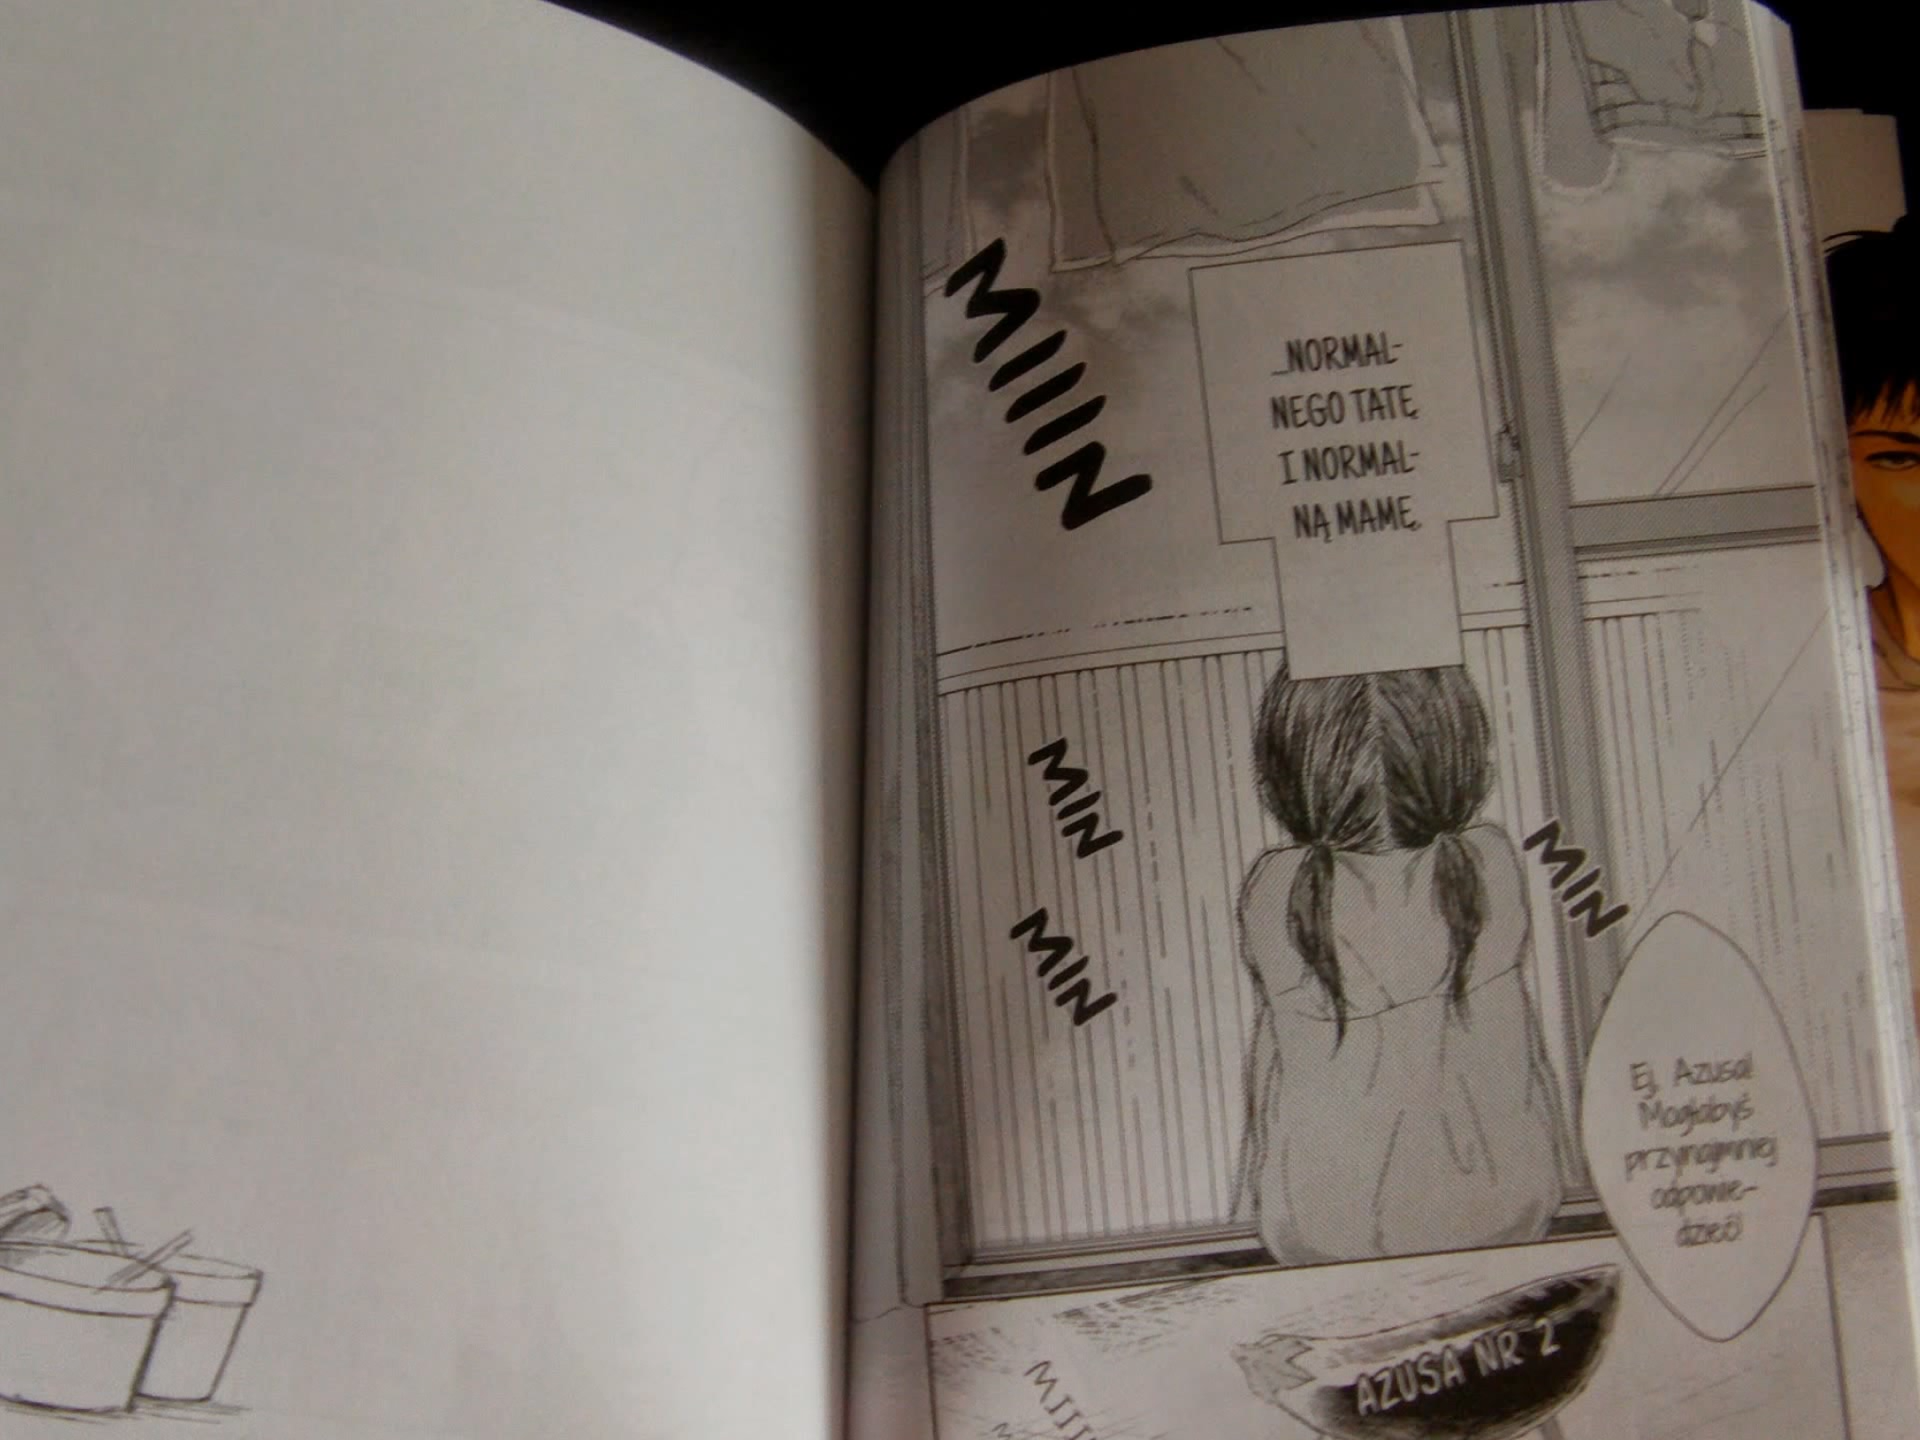 MIIIN
...NORMAL-
NEGO TATĘ
I NORMAL-
NĄ MAMĘ.
MIN
MIN
MIN
Ej, Azusa!
Mogłabyś
przynajmniej
odpowie-
dzieć!
AZUSA NR 2
MIII